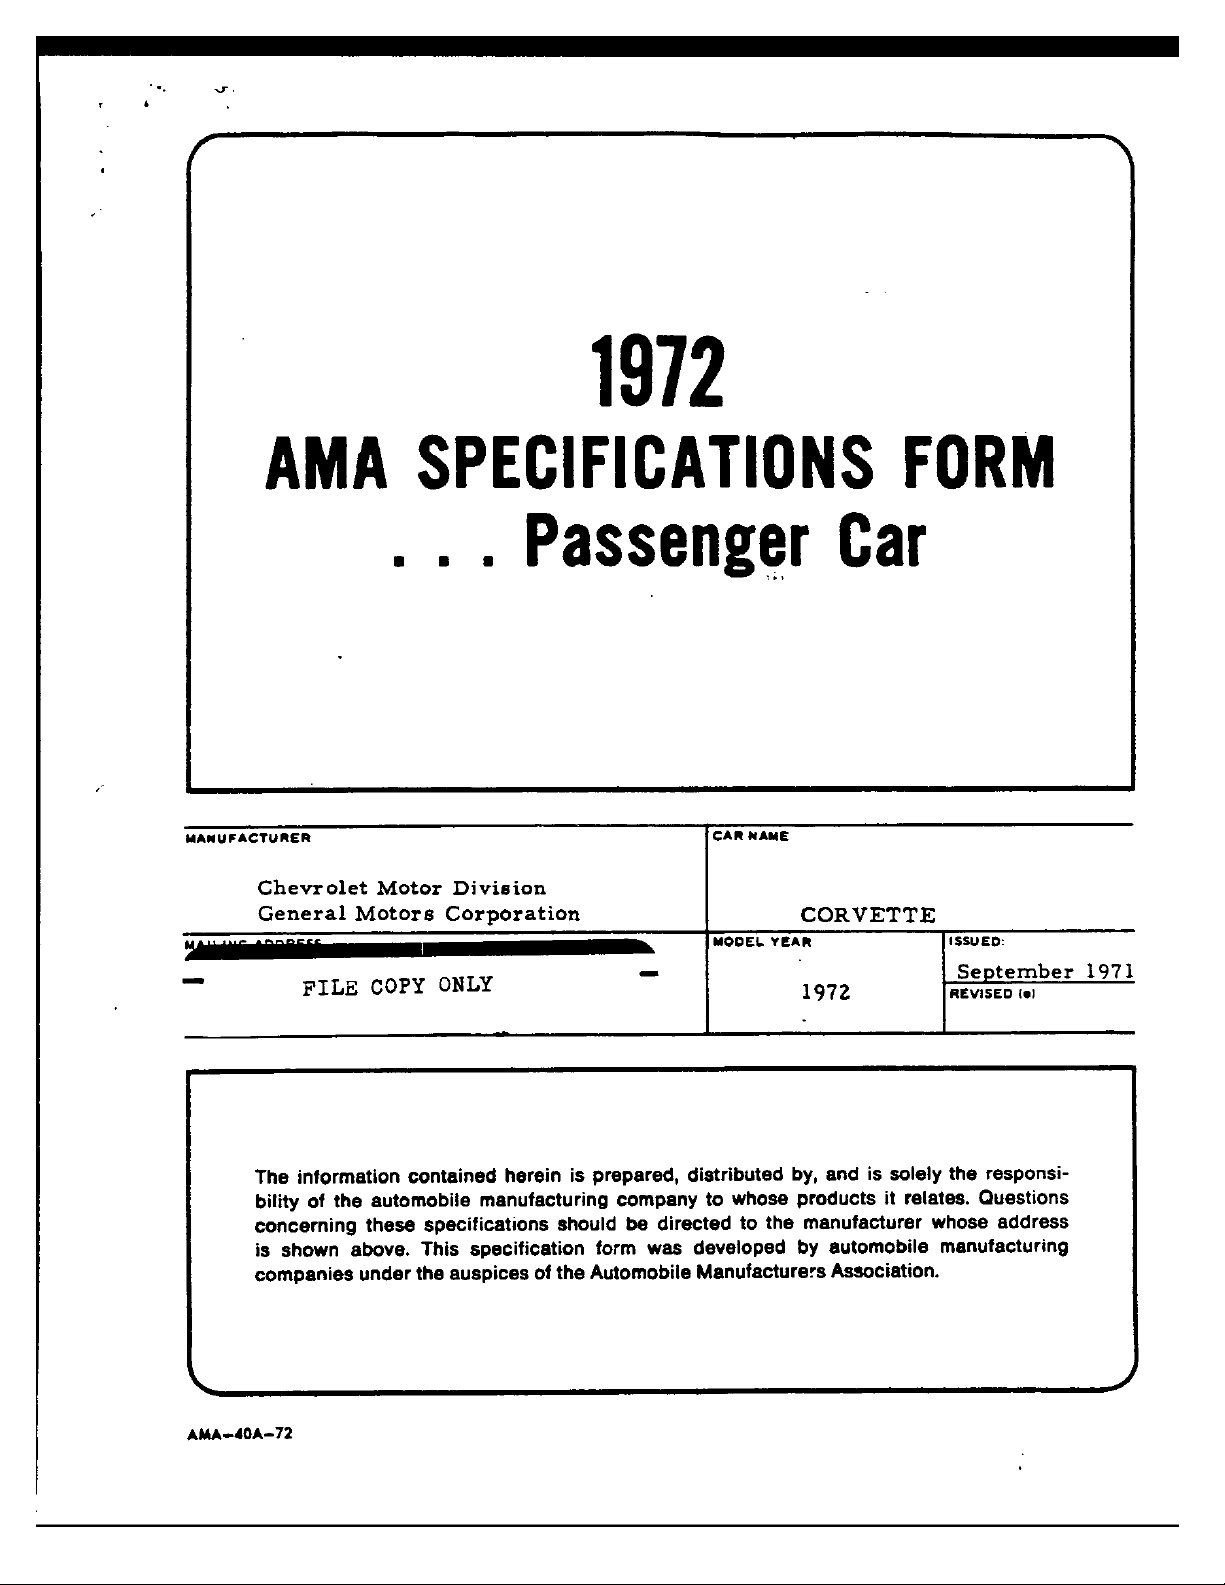 1972
AMA SPECIFICATIONS FORM
. . . Passenger Car
MANUFACTURER
Chevrolet Motor Division
General Motors Corporation
CAR NAME
CORVETTE
MAILING ADDRESS
FILE COPY ONLY
MODEL YEAR
1972
ISSUED:
September 1971
REVISED (•)
The information contained herein is prepared, distributed by, and is solely the responsi-
bility of the automobile manufacturing company to whose products it relates. Questions
concerning these specifications should be directed to the manufacturer whose address
is shown above. This specification form was developed by automobile manufacturing
companies under the auspices of the Automobile Manufacturers Association.
AMA-40A-72